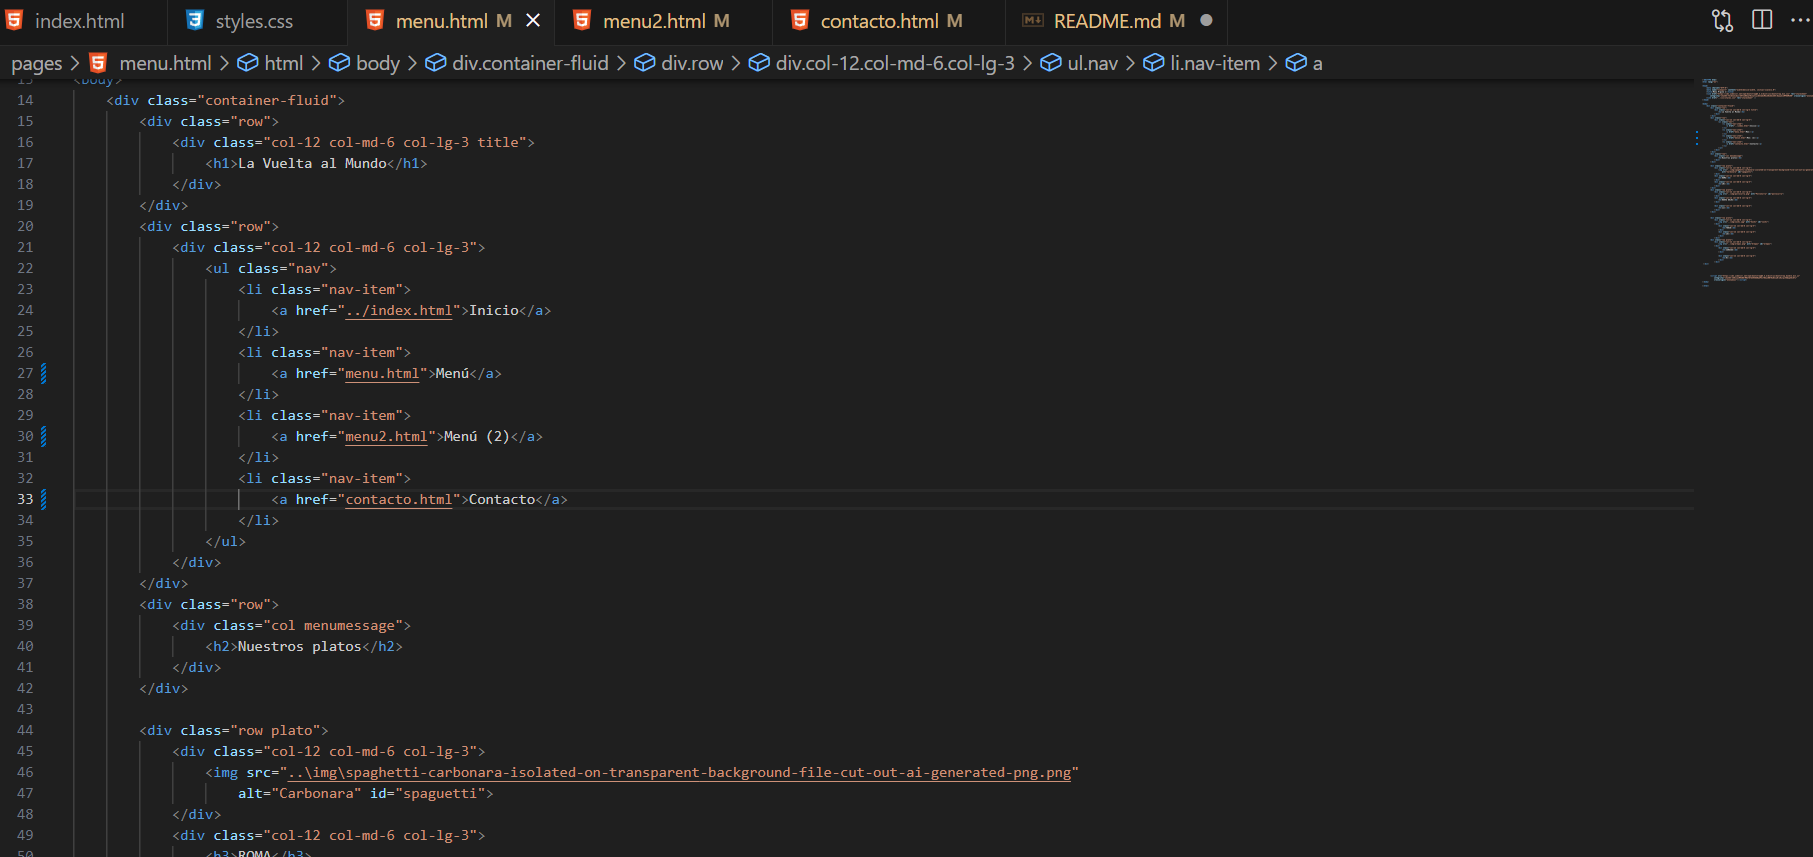 index.html
styles.css
menu.html M
menu2.html M
contacto.html M
README.md M
pages > menu.html > html > body > div.container-fluid > div.row > div.col-12.col-md-6.col-lg-3 > ul.nav > li.nav-item > a
13 <body>
14 <div class="container-fluid">
15 <div class="row">
16 <div class="col-12 col-md-6 col-lg-3 title">
17 <h1>La Vuelta al Mundo</h1>
18 </div>
19 </div>
20 <div class="row">
21 <div class="col-12 col-md-6 col-lg-3">
22 <ul class="nav">
23 <li class="nav-item">
24 <a href="../index.html">Inicio</a>
25 </li>
26 <li class="nav-item">
27 <a href="menu.html">Menú</a>
28 </li>
29 <li class="nav-item">
30 <a href="menu2.html">Menú (2)</a>
31 </li>
32 <li class="nav-item">
33 <a href="contacto.html">Contacto</a>
34 </li>
35 </ul>
36 </div>
37 </div>
38 <div class="row">
39 <div class="col menumessage">
40 <h2>Nuestros platos</h2>
41 </div>
42 </div>
43
44 <div class="row plato">
45 <div class="col-12 col-md-6 col-lg-3">
46 <img src="..\img\spaghetti-carbonara-isolated-on-transparent-background-file-cut-out-ai-generated-png.png"
47 alt="Carbonara" id="spaguetti">
48 </div>
49 <div class="col-12 col-md-6 col-lg-3">
50 <h3>ROMA</h3>